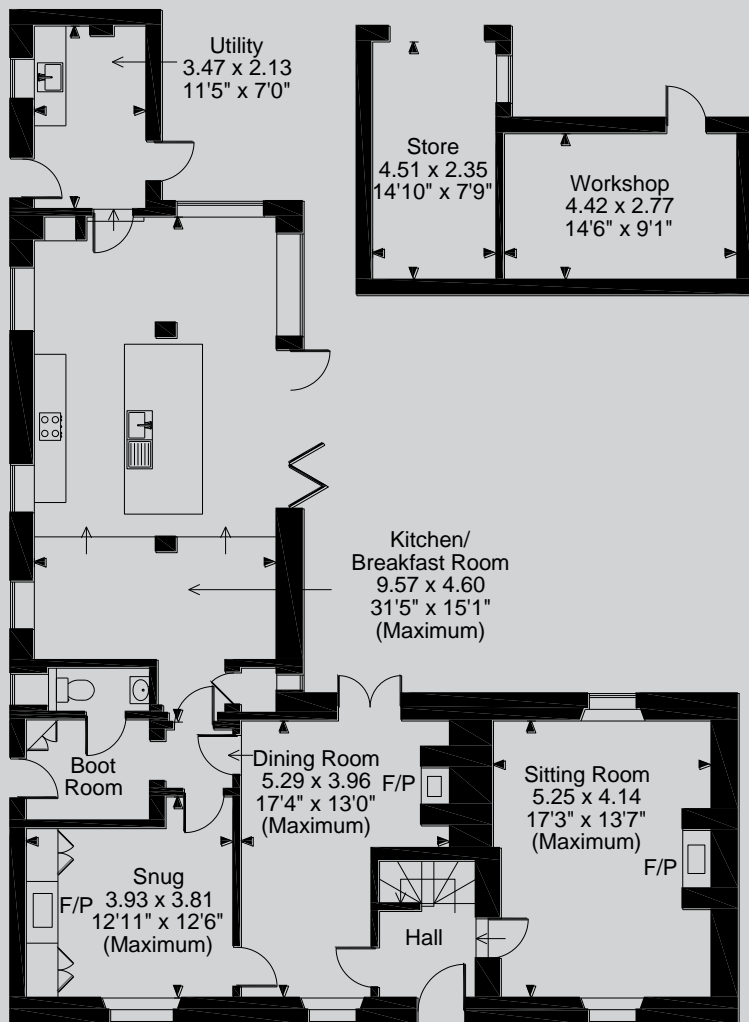 Utility
3.47 x 2.13
11'5" x 7'0"
Store
4.51 x 2.35
14'10" x 7'9"
Workshop
4.42 x 2.77
14'6" x 9'1"
Kitchen/
Breakfast Room
9.57 x 4.60
31'5" x 15'1"
(Maximum)
Boot
Room
Dining Room
5.29 x 3.96
17'4" x 13'0"
(Maximum)
F/P
Sitting Room
5.25 x 4.14
17'3" x 13'7"
(Maximum)
F/P
Snug
3.93 x 3.81
12'11" x 12'6"
(Maximum)
F/P
Hall